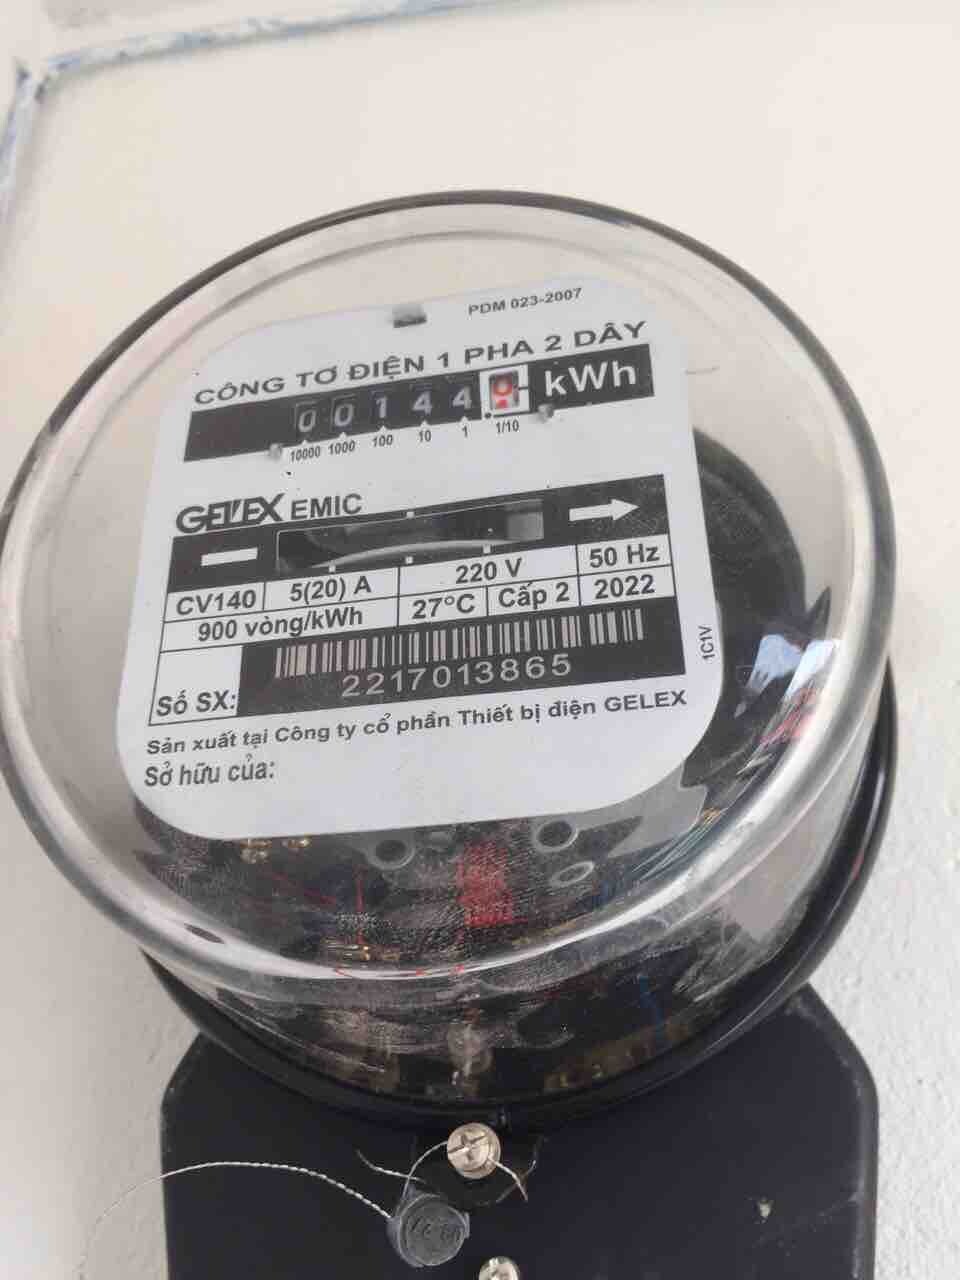 PDM 023-2007
CÔNG TƠ ĐIỆN 1 PHA 2 DÂY
0 0 1 4 4 kWh
10000 1000 100 10 1 1/10
GELEX EMIC
CV140 5(20) A 220 V 50 Hz
900 vòng/kWh 27°C Cấp 2 2022
Số SX: 2217013865
1C1V
Sản xuất tại Công ty cổ phần Thiết bị điện GELEX
Sở hữu của: